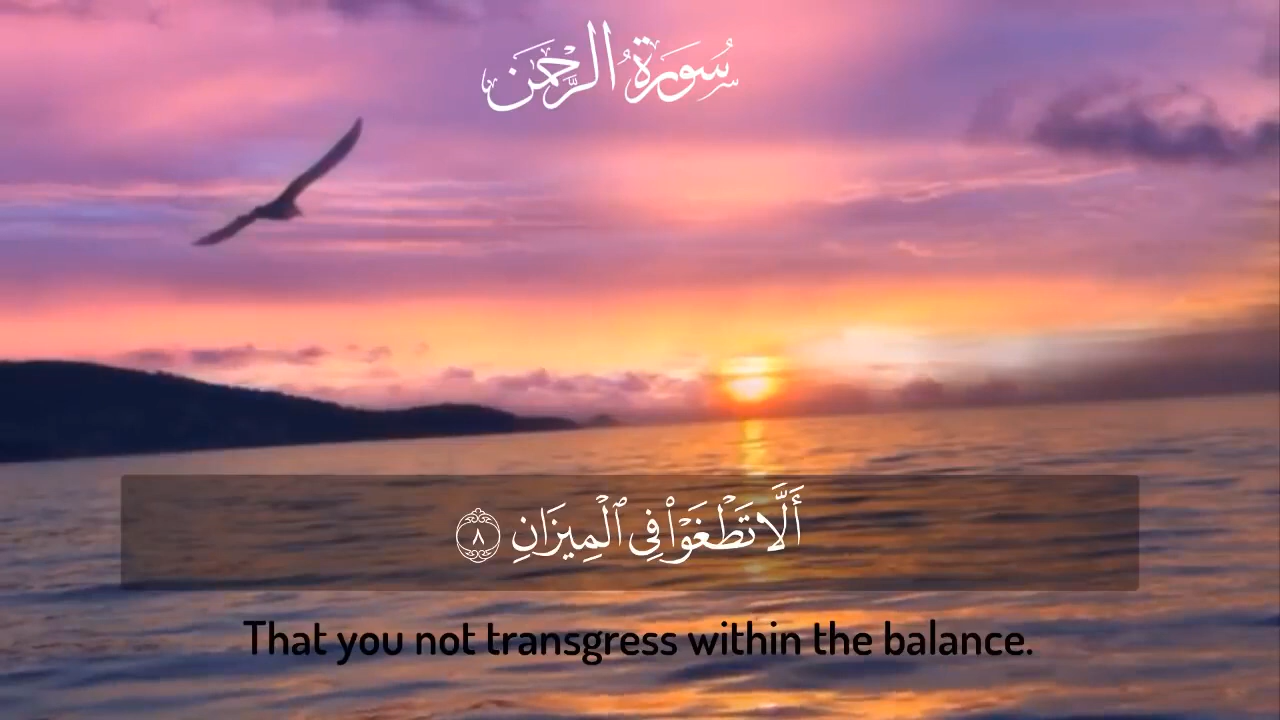 سُورَةُ الرَّحْمَن
أَلَّا تَطْغَوْا۟ فِى ٱلْمِيزَانِ ٨
That you not transgress within the balance.